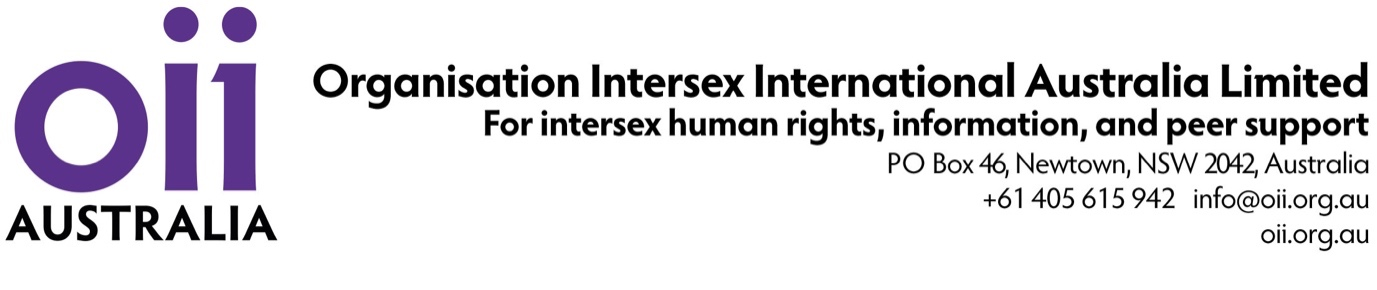 oii
AUSTRALIA
Organisation Intersex International Australia Limited
For intersex human rights, information, and peer support
PO Box 46, Newtown, NSW 2042, Australia
+61 405 615 942 info@oii.org.au
oii.org.au